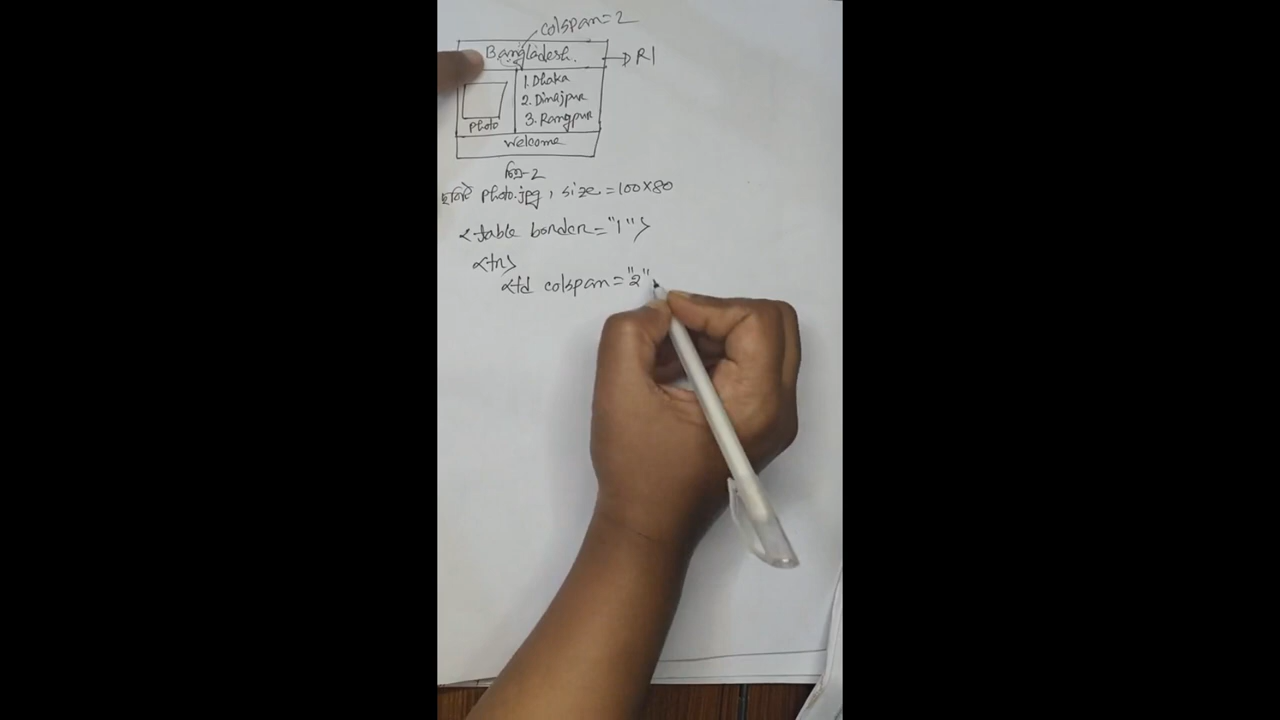 colspan=2
Bangladesh. → R1
1. Dhaka
2. Dinajpur
3. Rangpur
Photo
Welcome
চিত্র-2
ছবিটি photo.jpg, size = 100×80
<table border="1">
<tr>
<td colspan="2"